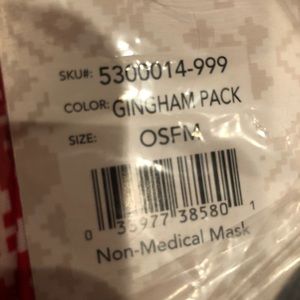 SKU#: 5300014-999
COLOR: GINGHAM PACK
SIZE: OSFM
0 35977 38580 1
Non-Medical Mask